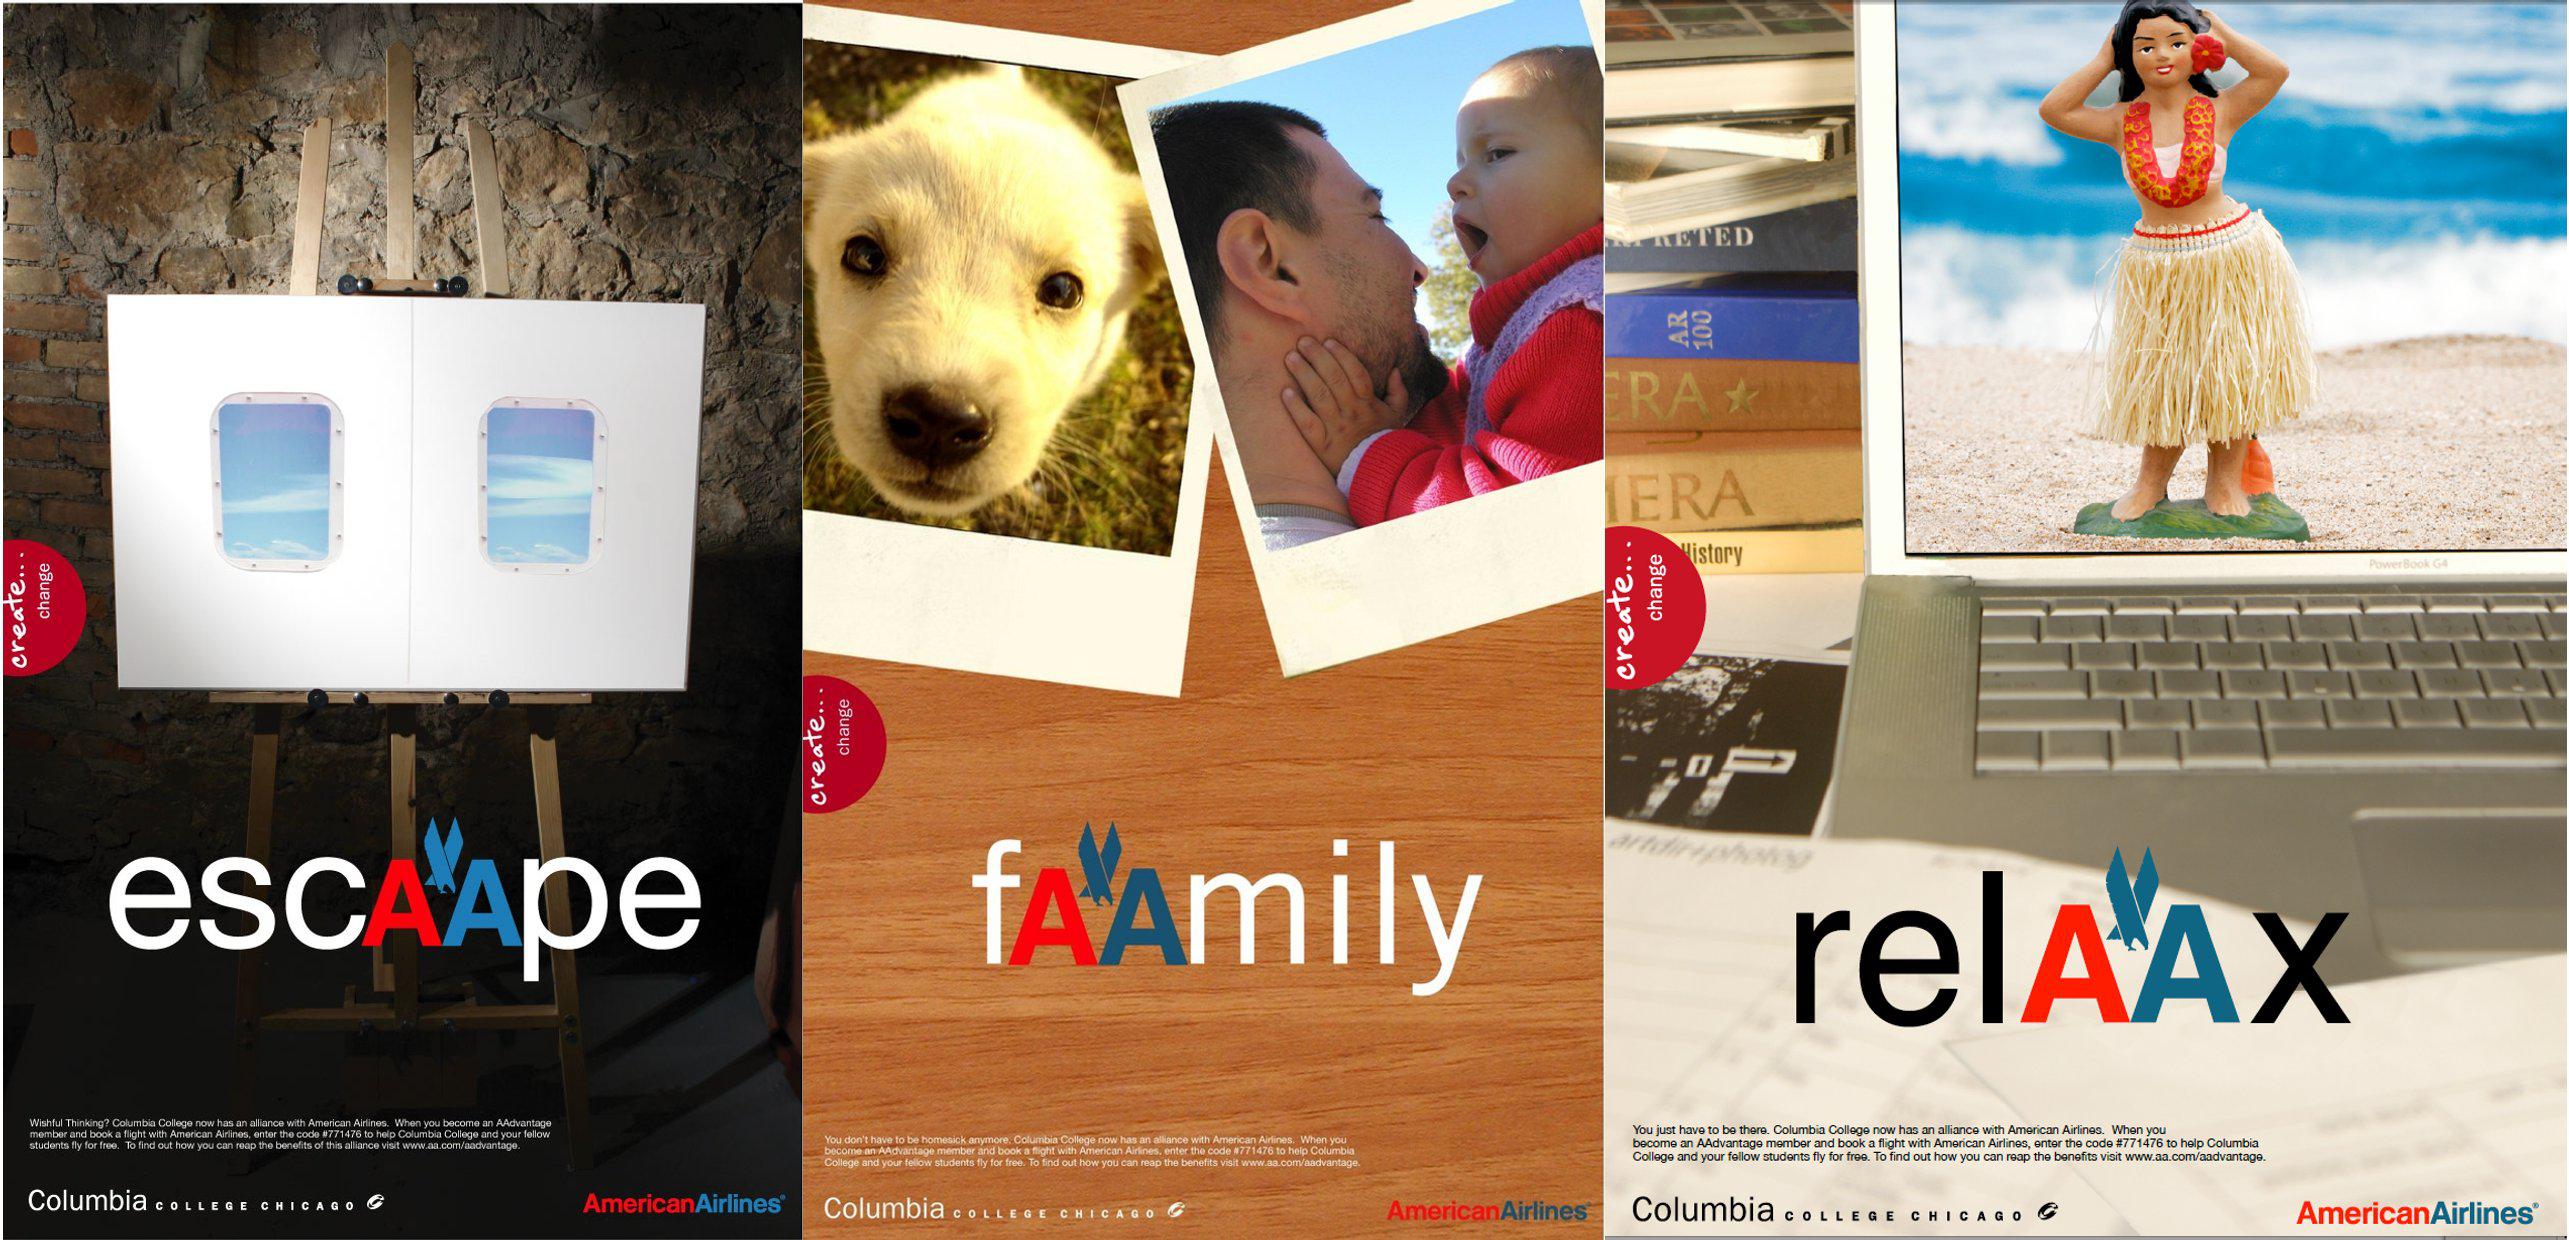 create...
change
escAApe
Wishful Thinking? Columbia College now has an alliance with American Airlines. When you become an AAdvantage
member and book a flight with American Airlines, enter the code #771476 to help Columbia College and your fellow
students fly for free. To find out how you can reap the benefits of this alliance visit www.aa.com/aadvantage.
Columbia COLLEGE CHICAGO
AmericanAirlines®
create...
change
fAAmily
You don't have to be homesick anymore. Columbia College now has an alliance with American Airlines. When you
become an AAdvantage member and book a flight with American Airlines, enter the code #771476 to help Columbia
College and your fellow students fly for free. To find out how you can reap the benefits visit www.aa.com/aadvantage.
Columbia COLLEGE CHICAGO
AmericanAirlines®
RPRETED
AR
100
ERA
IERA
History
PowerBook G4
create...
change
artdir+photog
relAAx
You just have to be there. Columbia College now has an alliance with American Airlines. When you
become an AAdvantage member and book a flight with American Airlines, enter the code #771476 to help Columbia
College and your fellow students fly for free. To find out how you can reap the benefits visit www.aa.com/aadvantage.
Columbia COLLEGE CHICAGO
AmericanAirlines®